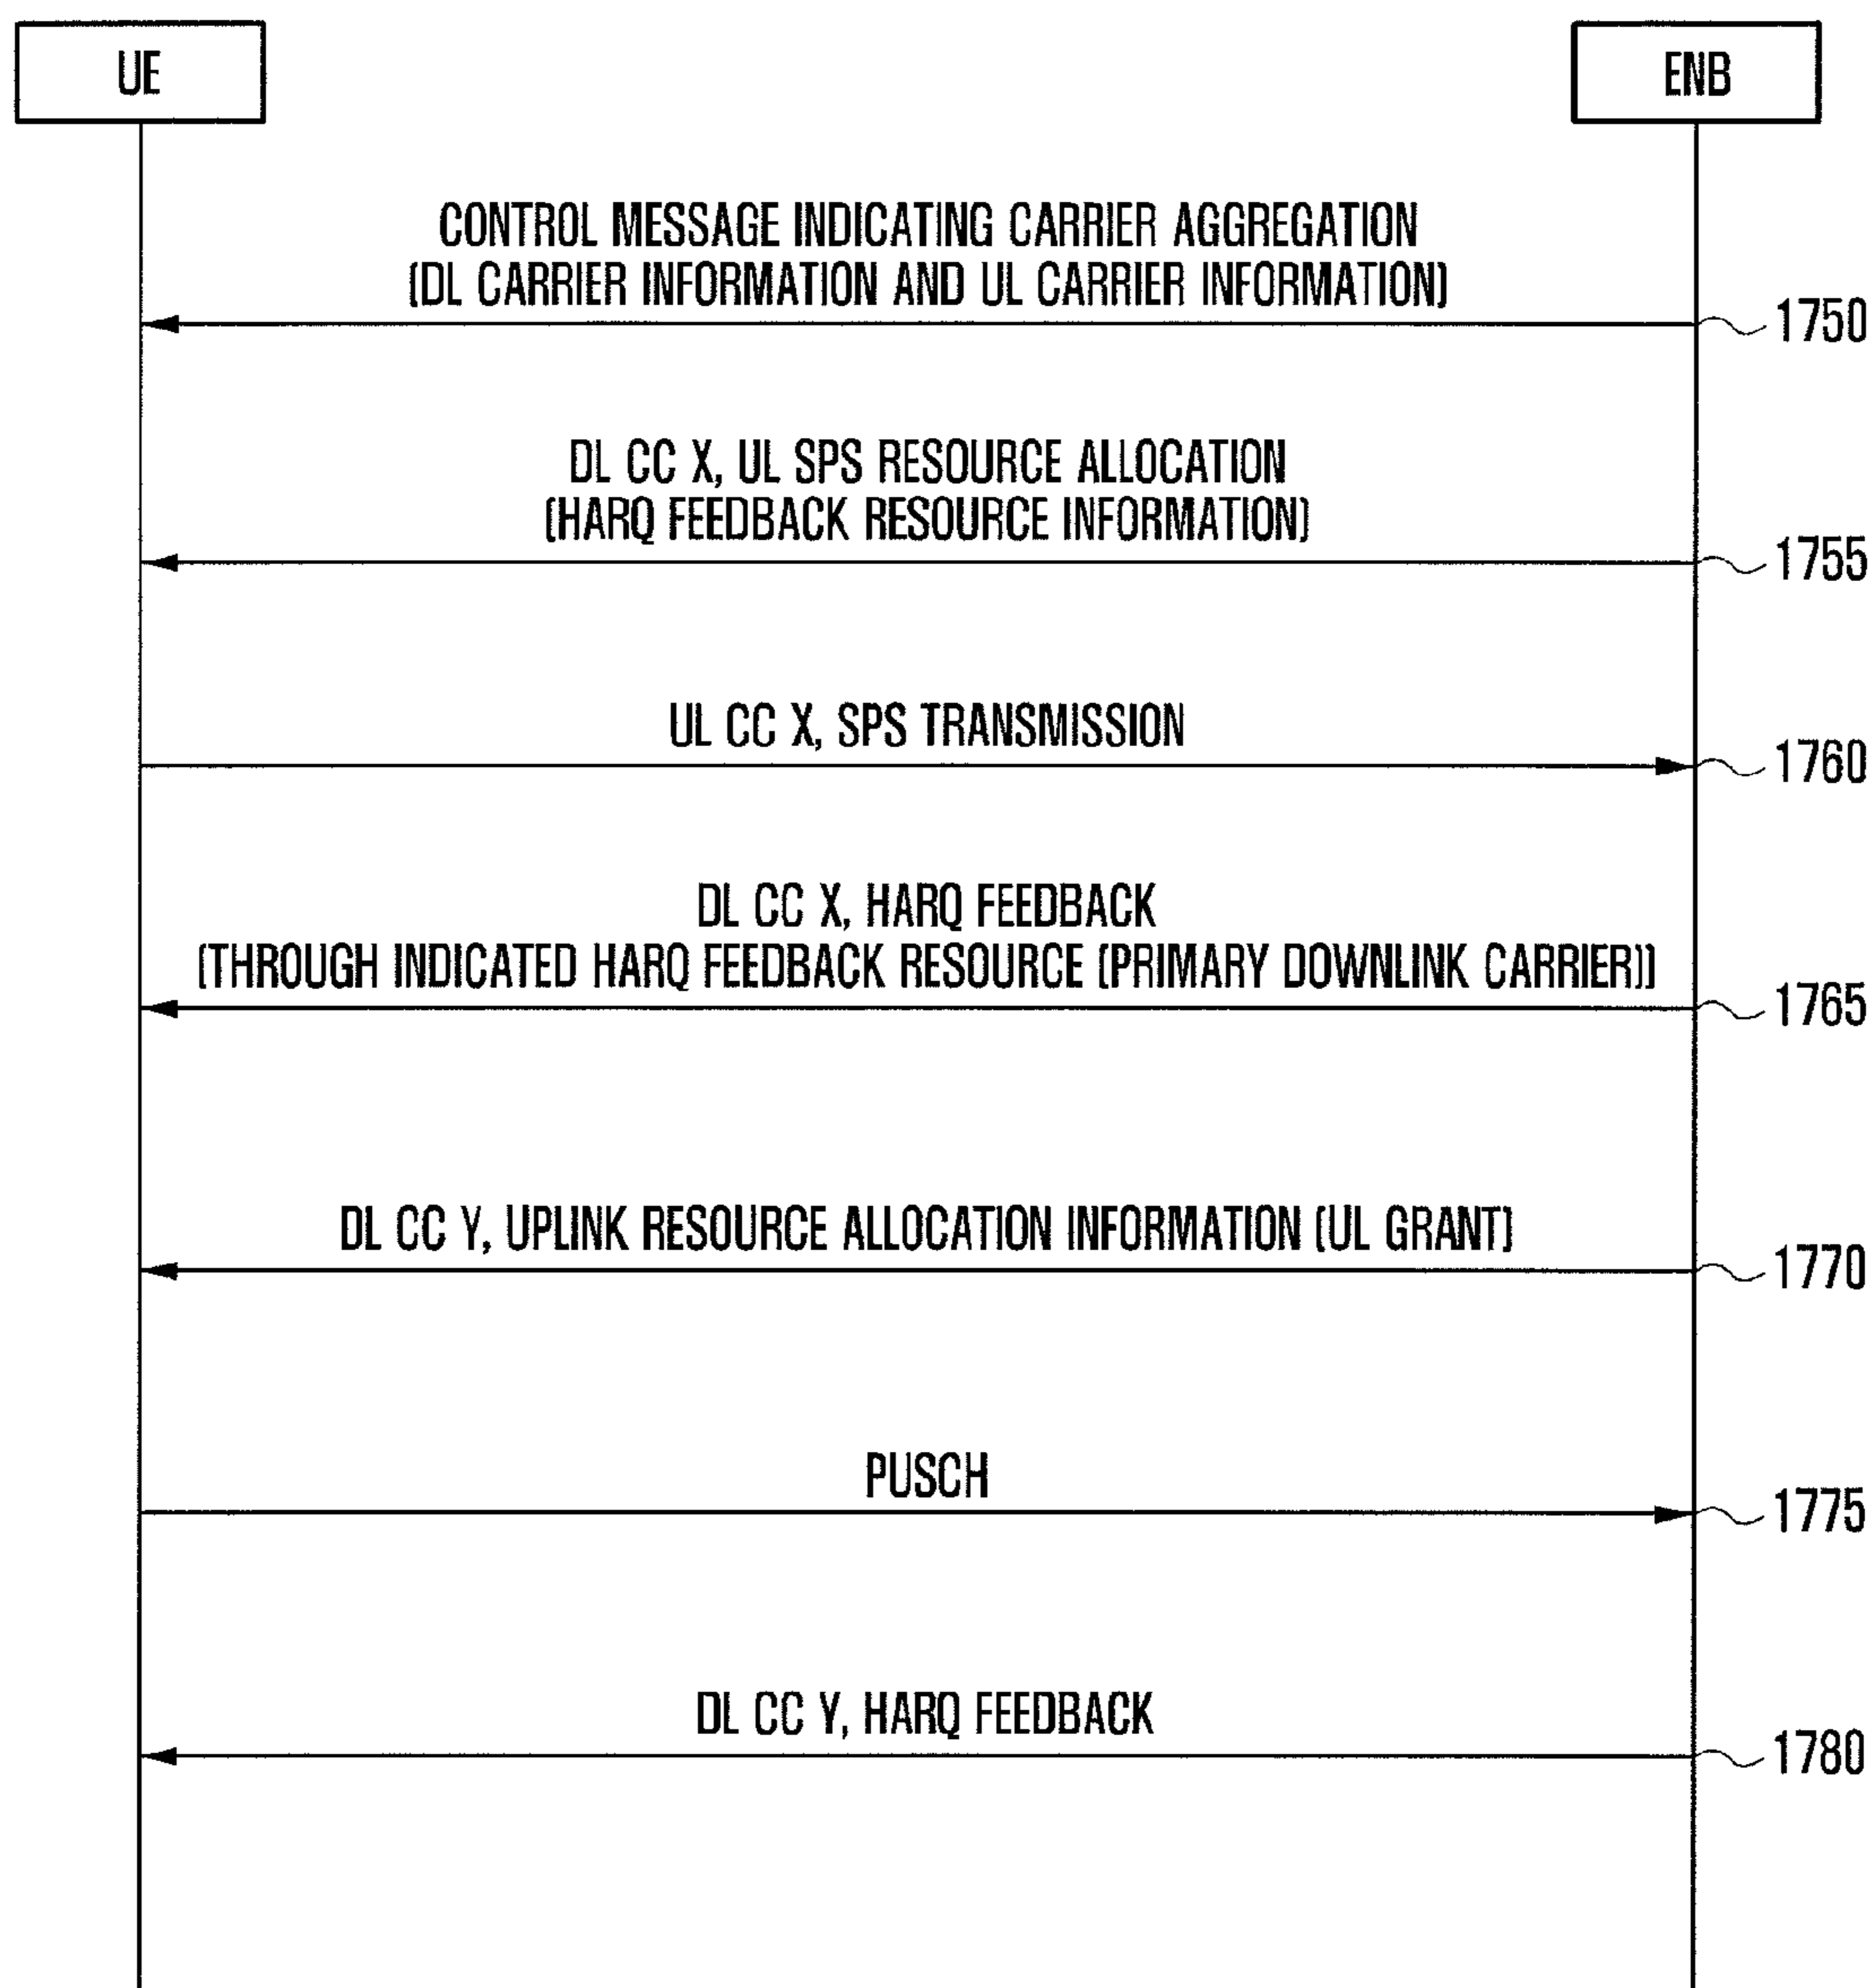 UE
ENB
CONTROL MESSAGE INDICATING CARRIER AGGREGATION
(DL CARRIER INFORMATION AND UL CARRIER INFORMATION)
1750
DL CC X, UL SPS RESOURCE ALLOCATION
(HARQ FEEDBACK RESOURCE INFORMATION)
1755
UL CC X, SPS TRANSMISSION
1760
DL CC X, HARQ FEEDBACK
(THROUGH INDICATED HARQ FEEDBACK RESOURCE (PRIMARY DOWNLINK CARRIER))
1765
DL CC Y, UPLINK RESOURCE ALLOCATION INFORMATION (UL GRANT)
1770
PUSCH
1775
DL CC Y, HARQ FEEDBACK
1780